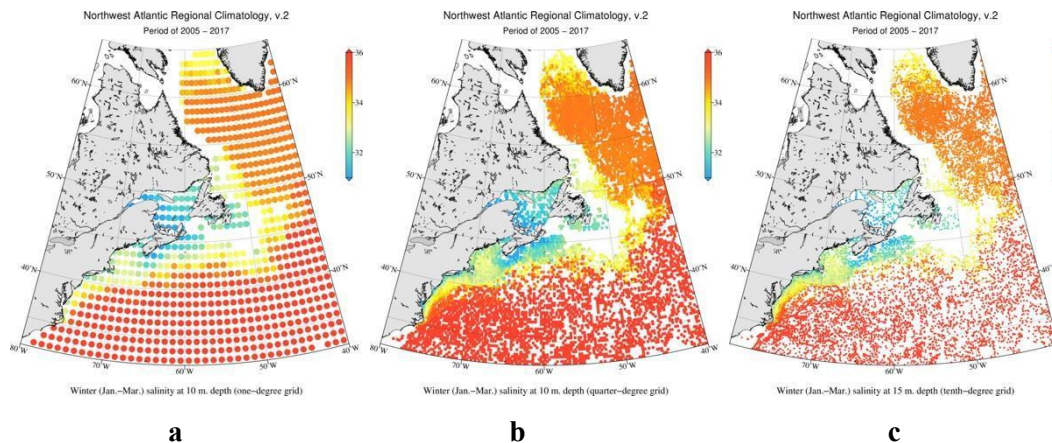 Northwest Atlantic Regional Climatology, v.2
Period of 2005 − 2017
36
34
32
60°N
50°N
40°N
80°W
60°W
40°W
Winter (Jan.−Mar.) salinity at 10 m. depth (one−degree grid)
a
Northwest Atlantic Regional Climatology, v.2
Period of 2005 − 2017
36
34
32
60°N
60°N
50°N
50°N
40°N
40°N
80°W
60°W
40°W
Winter (Jan.−Mar.) salinity at 10 m. depth (quarter−degree grid)
b
Northwest Atlantic Regional Climatology, v.2
Period of 2005 − 2017
60°N
60°N
50°N
50°N
40°N
40°N
80°W
60°W
40°W
Winter (Jan.−Mar.) salinity at 15 m. depth (tenth−degree grid)
c